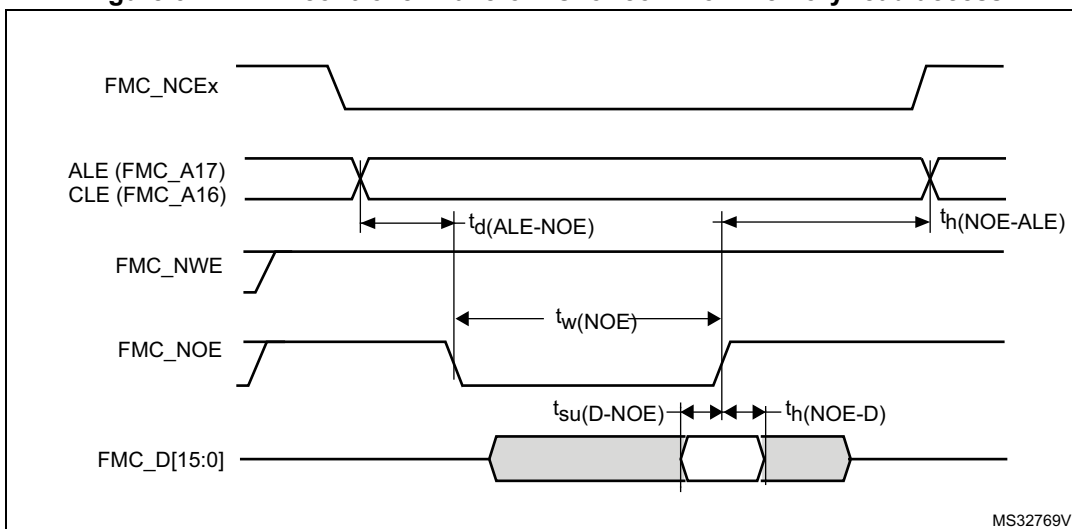 FMC_NCEx
ALE (FMC_A17)
CLE (FMC_A16)
td(ALE-NOE)
th(NOE-ALE)
FMC_NWE
tw(NOE)
FMC_NOE
tsu(D-NOE)
th(NOE-D)
FMC_D[15:0]